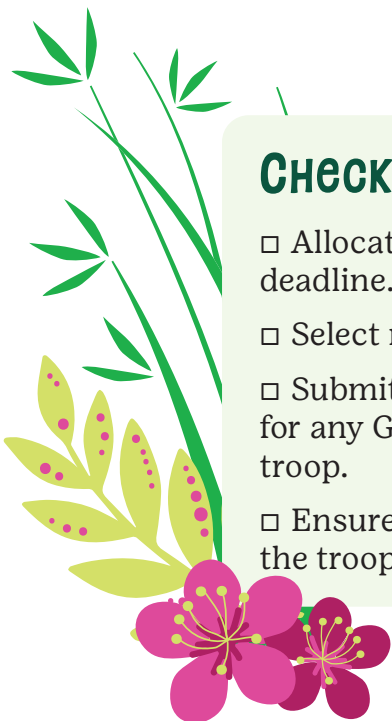 Check
☐ Allocat
deadline.
☐ Select
☐ Submit
for any G
troop.
☐ Ensure
the troop